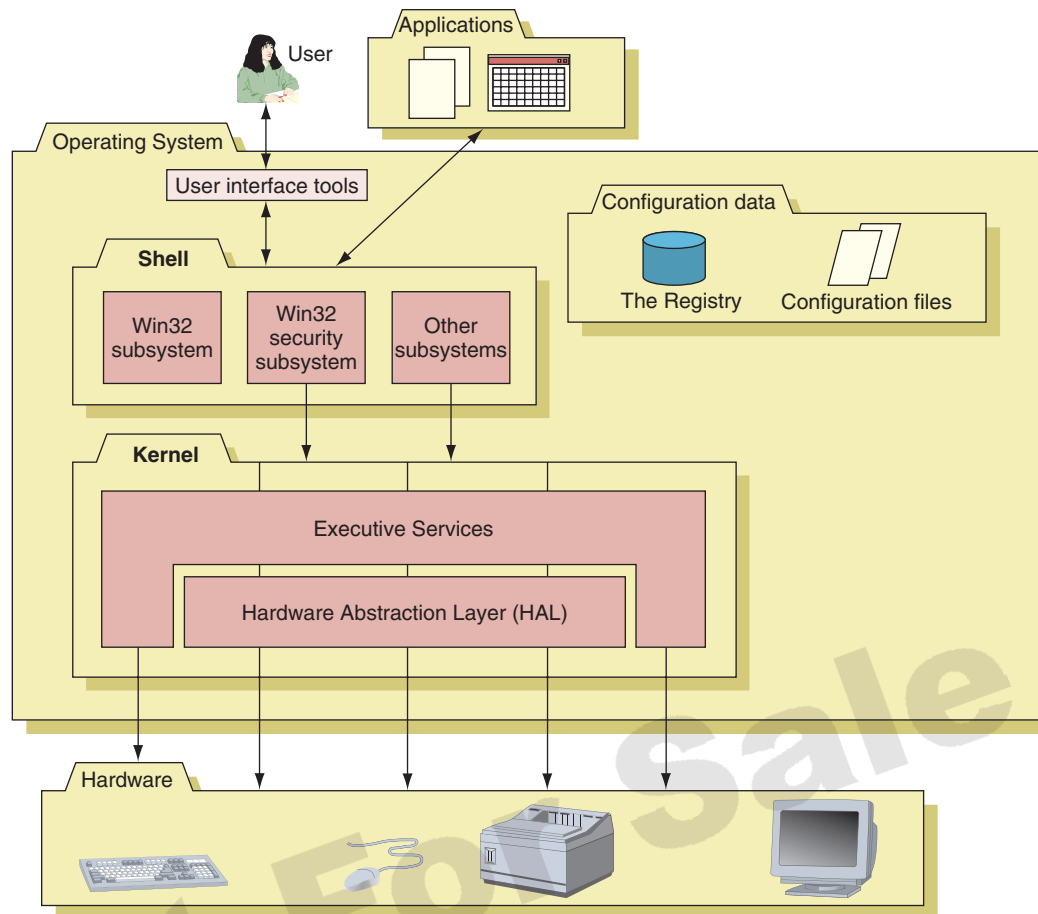 Applications
User
Operating System
User interface tools
Configuration data
Shell
The Registry
Configuration files
Win32
subsystem
Win32
security
subsystem
Other
subsystems
Kernel
Executive Services
Hardware Abstraction Layer (HAL)
Hardware
For Sale